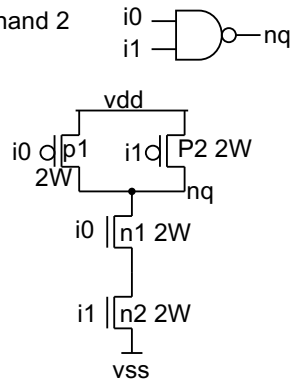 nand 2
i0
i1
nq
vdd
i0 p1
2W
i1 P2 2W
nq
i0 n1 2W
i1 n2 2W
vss